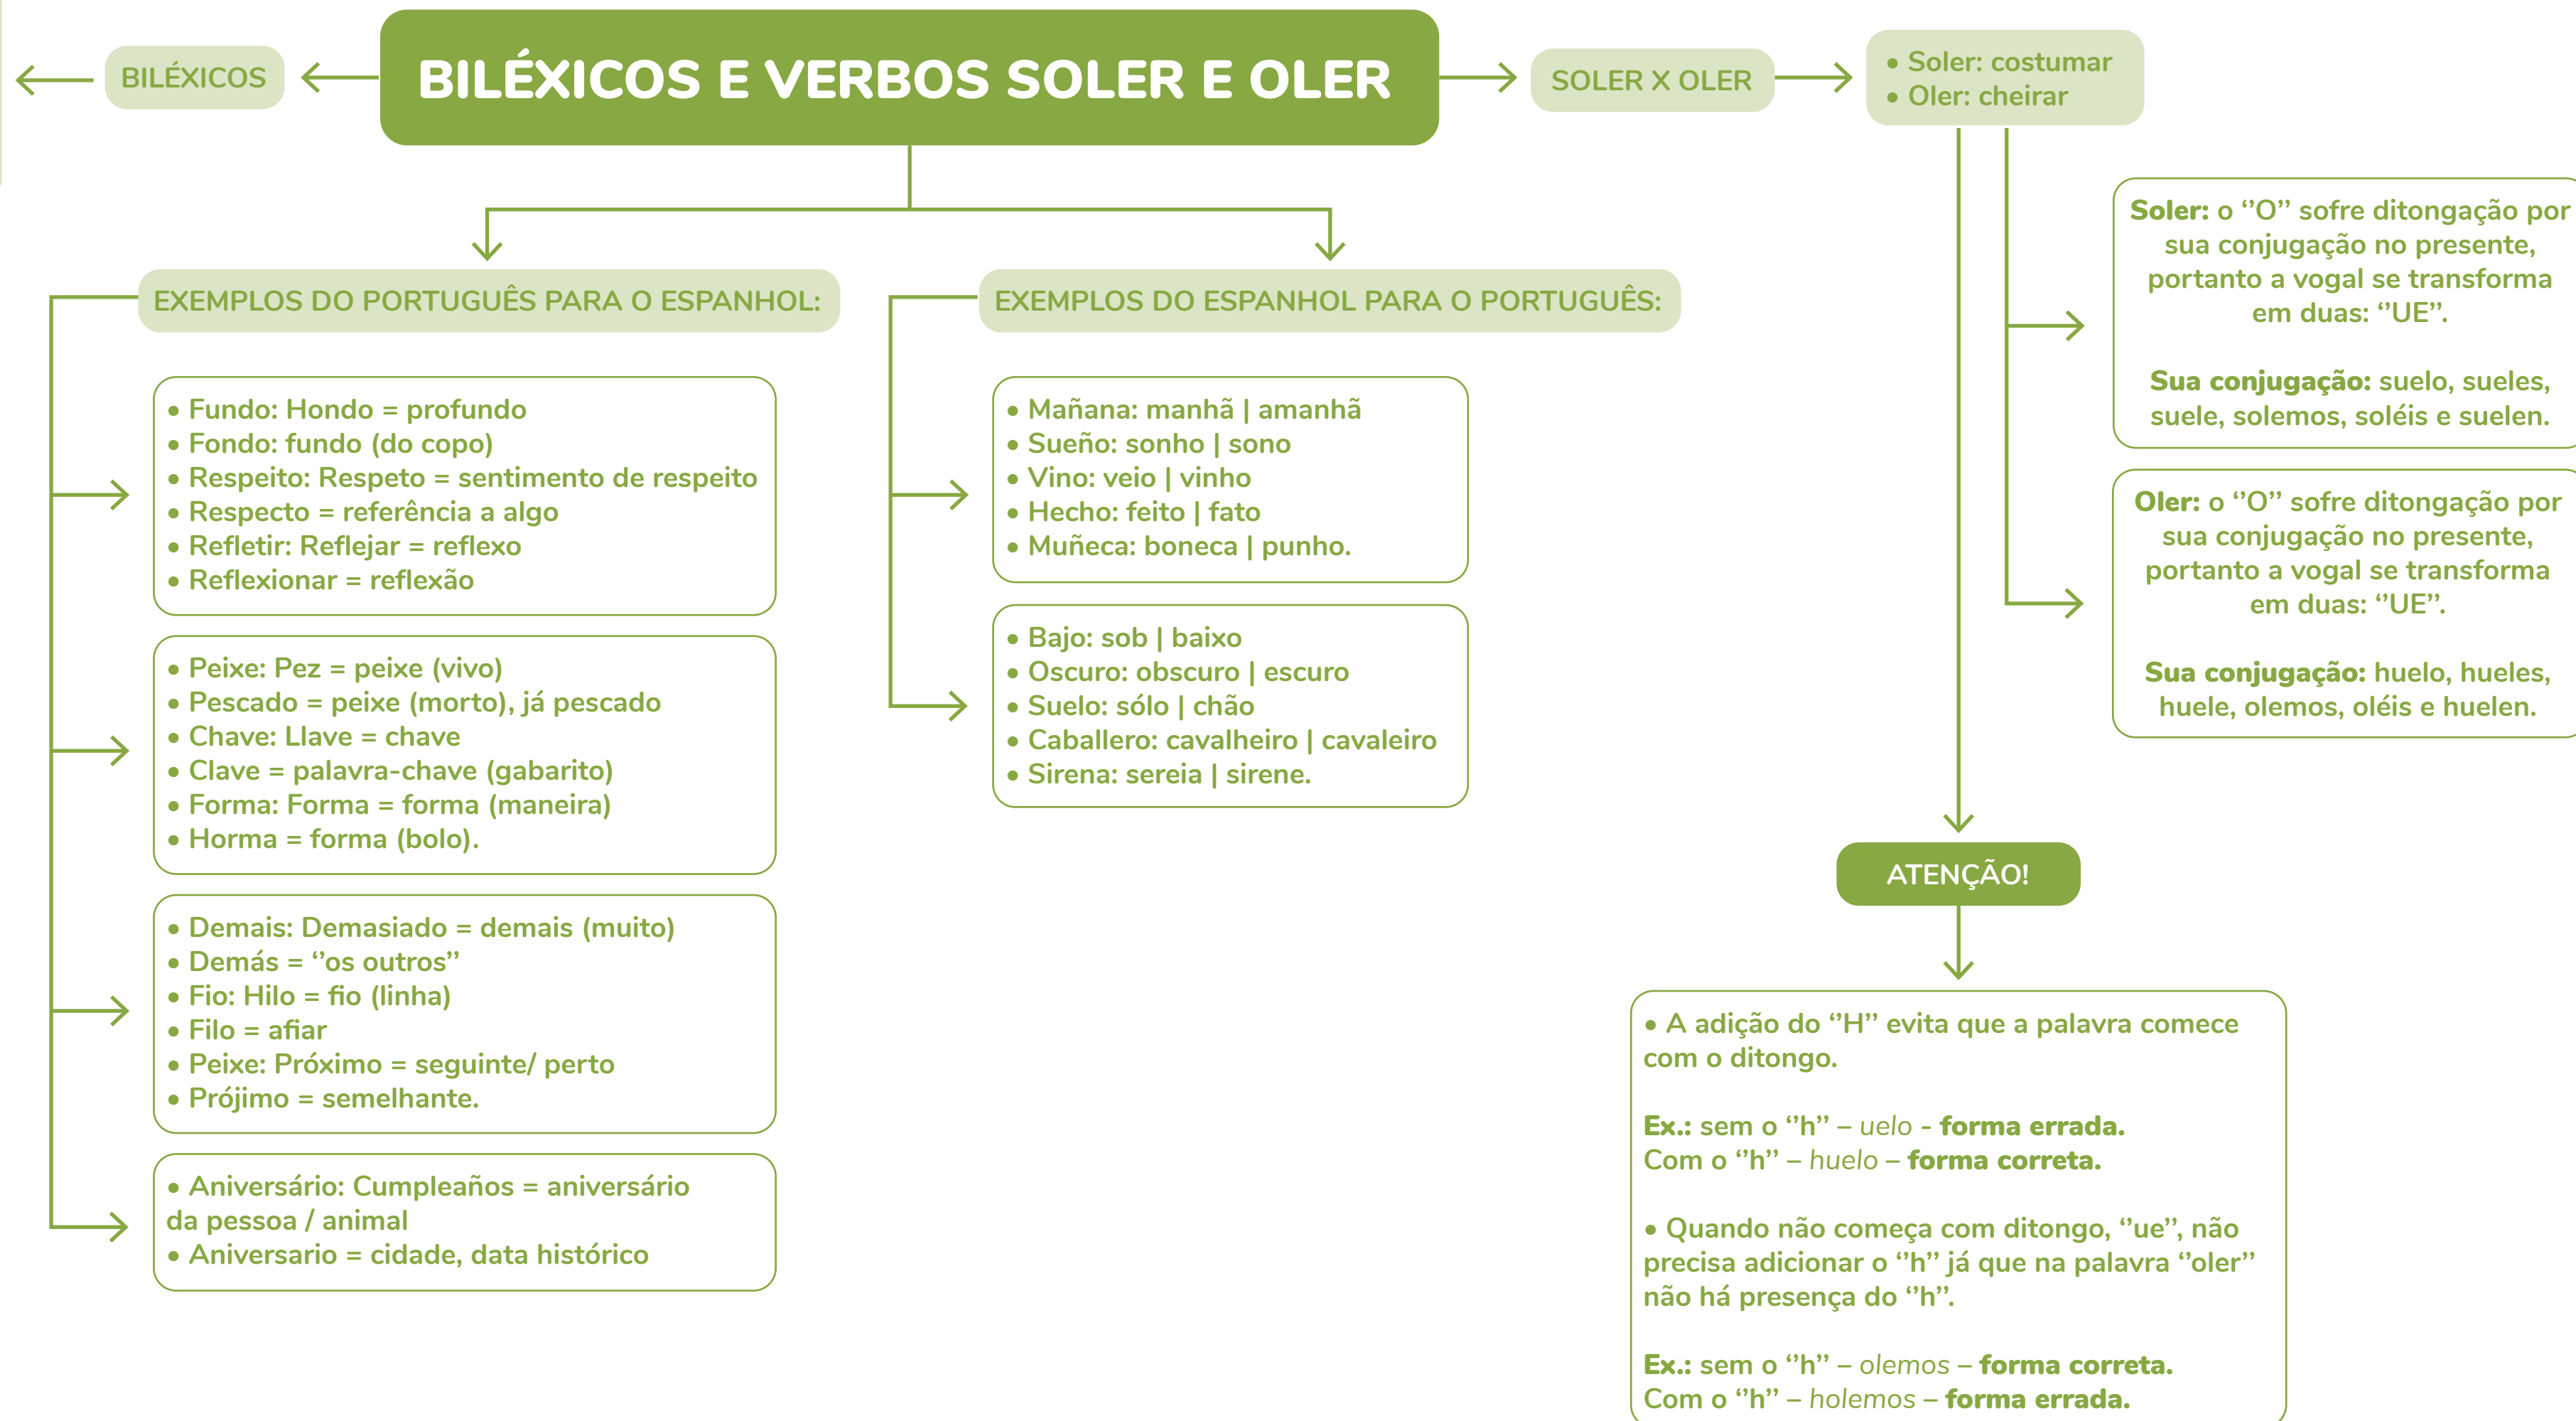 BILÉXICOS E VERBOS SOLER E OLER
BILÉXICOS
SOLER X OLER
• Soler: costumar
• Oler: cheirar
EXEMPLOS DO PORTUGUÊS PARA O ESPANHOL:
• Fundo: Hondo = profundo
• Fondo: fundo (do copo)
• Respeito: Respeto = sentimento de respeito
• Respecto = referência a algo
• Refletir: Reflejar = reflexo
• Reflexionar = reflexão
• Peixe: Pez = peixe (vivo)
• Pescado = peixe (morto), já pescado
• Chave: Llave = chave
• Clave = palavra-chave (gabarito)
• Forma: Forma = forma (maneira)
• Horma = forma (bolo).
• Demais: Demasiado = demais (muito)
• Demás = ‘’os outros’’
• Fio: Hilo = fio (linha)
• Filo = afiar
• Peixe: Próximo = seguinte/ perto
• Prójimo = semelhante.
• Aniversário: Cumpleaños = aniversário
da pessoa / animal
• Aniversario = cidade, data histórico
EXEMPLOS DO ESPANHOL PARA O PORTUGUÊS:
• Mañana: manhã | amanhã
• Sueño: sonho | sono
• Vino: veio | vinho
• Hecho: feito | fato
• Muñeca: boneca | punho.
• Bajo: sob | baixo
• Oscuro: obscuro | escuro
• Suelo: sólo | chão
• Caballero: cavalheiro | cavaleiro
• Sirena: sereia | sirene.
Soler: o ‘’O’’ sofre ditongação por
sua conjugação no presente,
portanto a vogal se transforma
em duas: ‘’UE’’.
Sua conjugação: suelo, sueles,
suele, solemos, soléis e suelen.
Oler: o ‘’O’’ sofre ditongação por
sua conjugação no presente,
portanto a vogal se transforma
em duas: ‘’UE’’.
Sua conjugação: huelo, hueles,
huele, olemos, oléis e huelen.
ATENÇÃO!
• A adição do ‘’H’’ evita que a palavra comece
com o ditongo.
Ex.: sem o ‘’h’’ – uelo - forma errada.
Com o ‘’h’’ – huelo – forma correta.
• Quando não começa com ditongo, ‘’ue’’, não
precisa adicionar o ‘’h’’ já que na palavra ‘’oler’’
não há presença do ‘’h’’.
Ex.: sem o ‘’h’’ – olemos – forma correta.
Com o ‘’h’’ – holemos – forma errada.